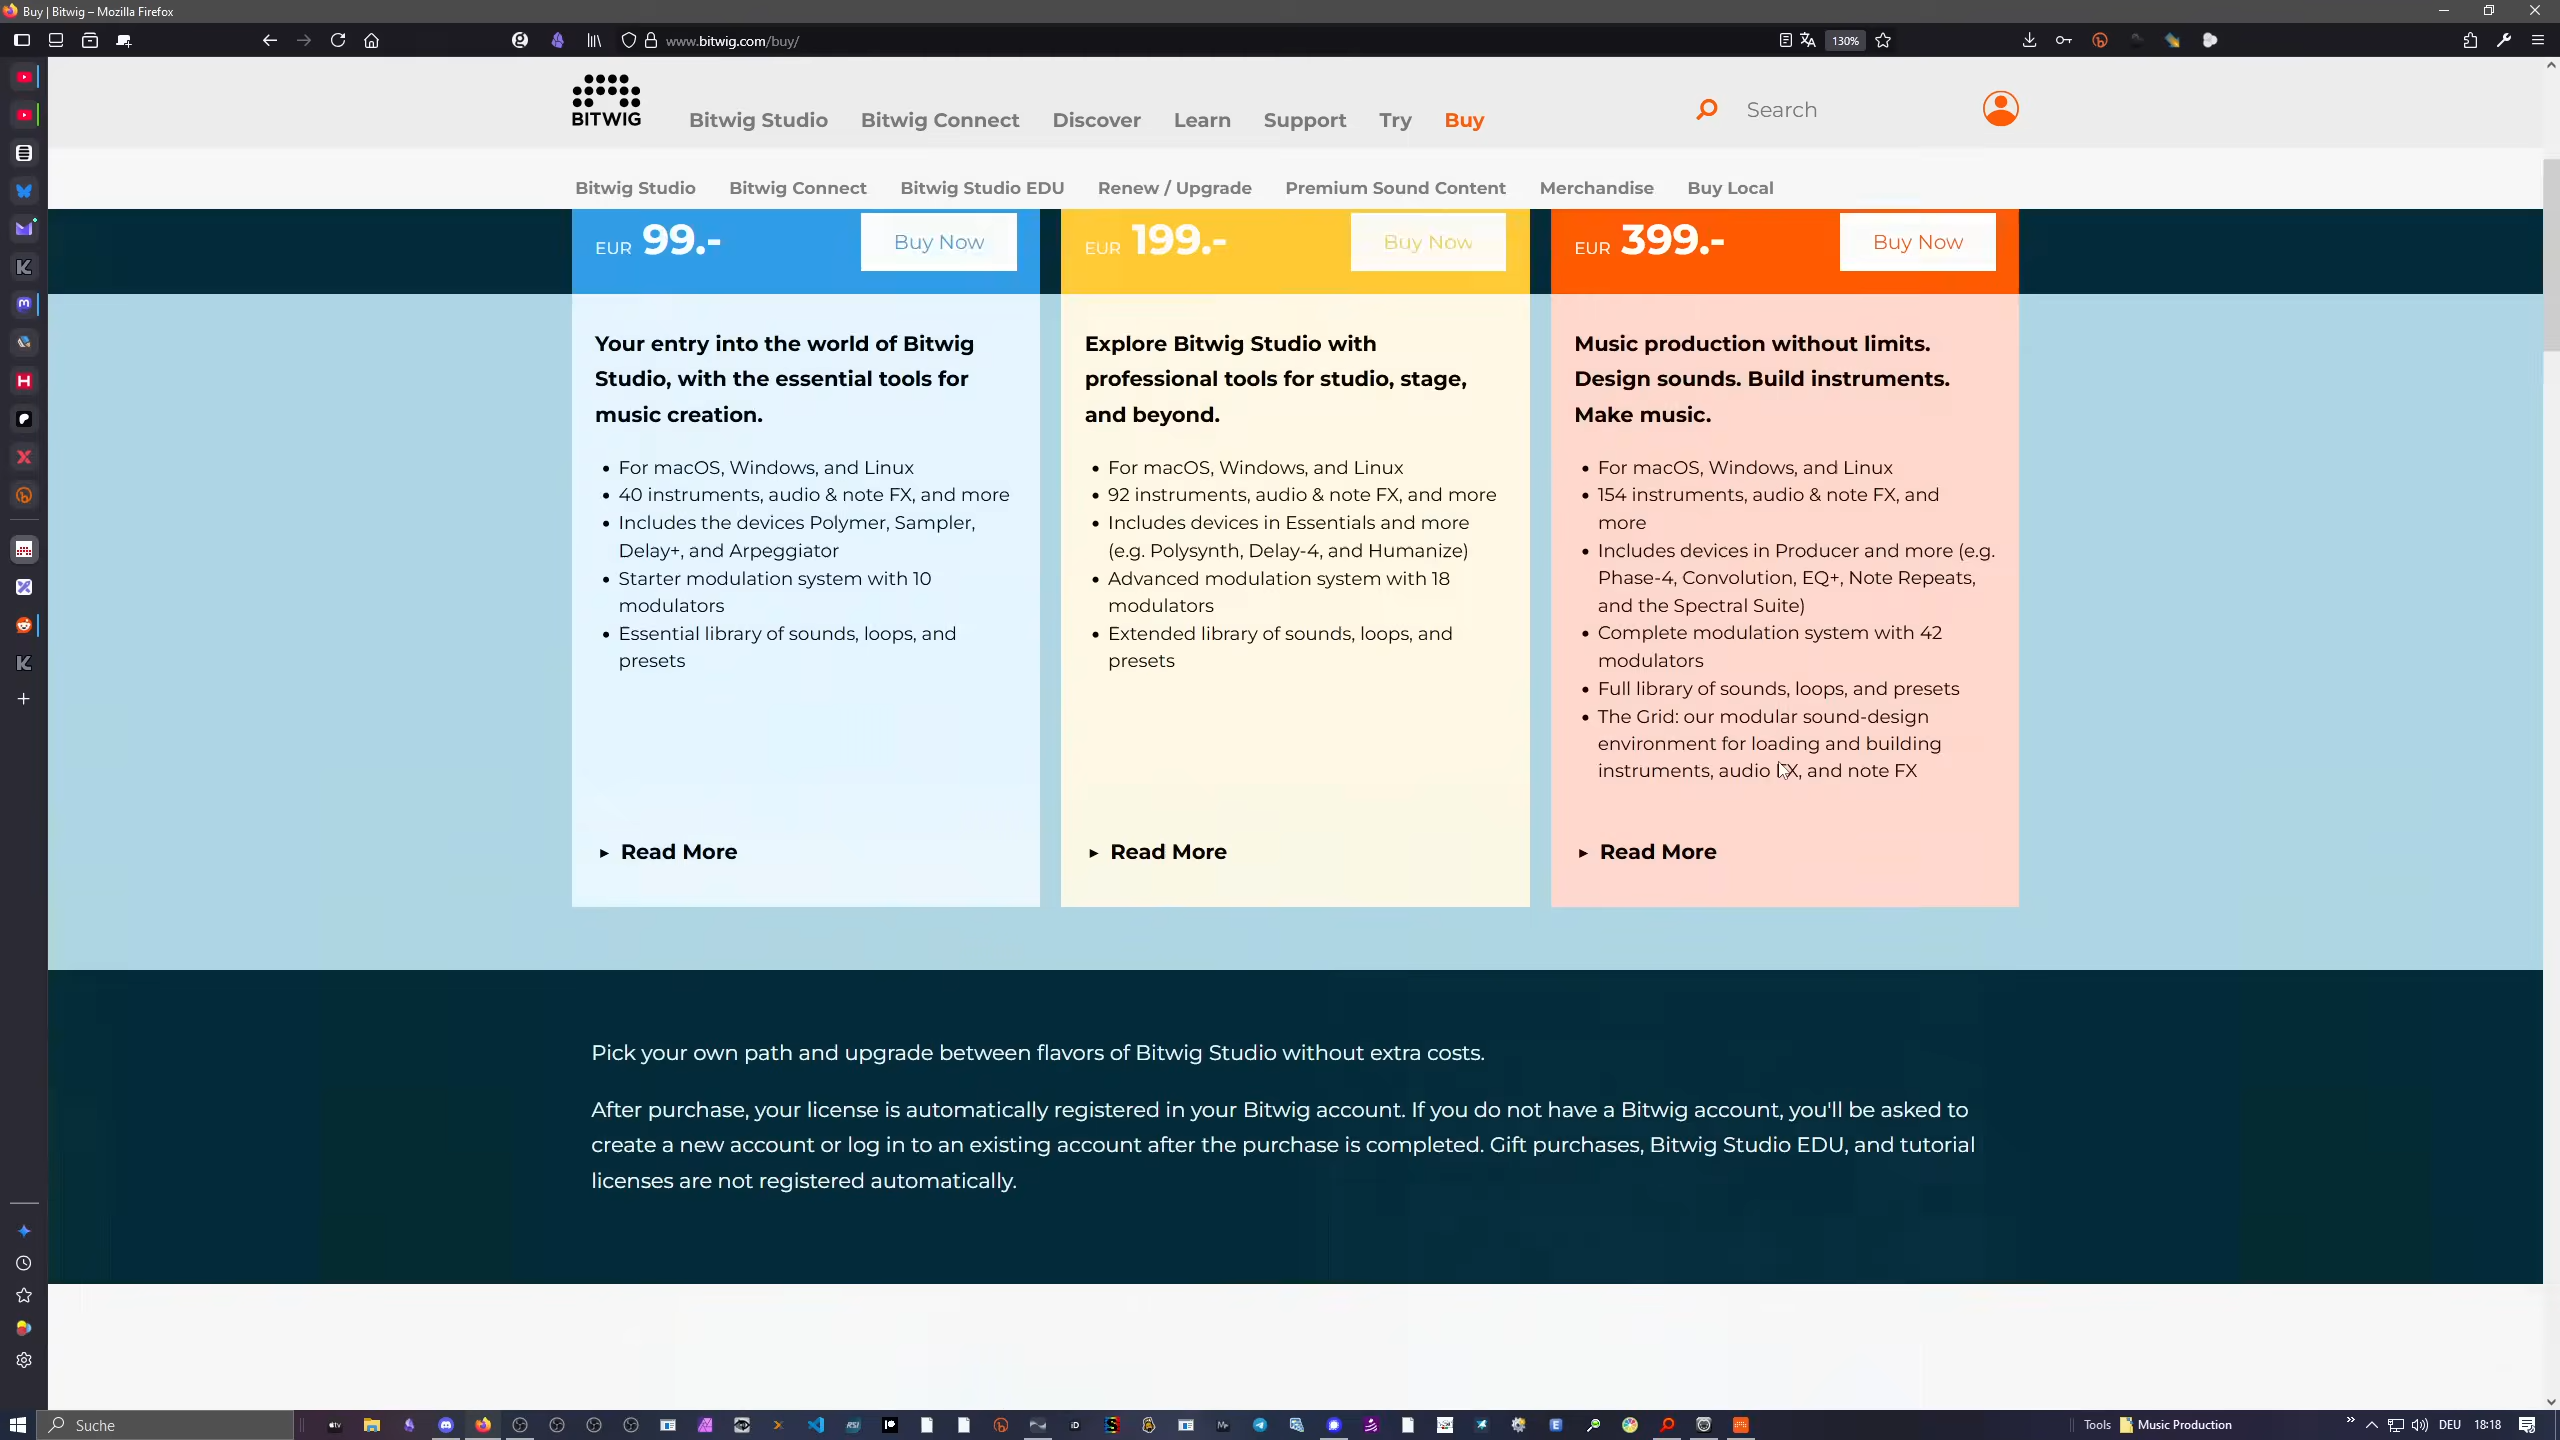 Buy | Bitwig – Mozilla Firefox
www.bitwig.com/buy/
130%
BITWIG
Bitwig Studio
Bitwig Connect
Discover
Learn
Support
Try
Buy
Search
Bitwig Studio
Bitwig Connect
Bitwig Studio EDU
Renew / Upgrade
Premium Sound Content
Merchandise
Buy Local
EUR 99.-
Buy Now
Your entry into the world of Bitwig
Studio, with the essential tools for
music creation.
• For macOS, Windows, and Linux
• 40 instruments, audio & note FX, and more
• Includes the devices Polymer, Sampler,
Delay+, and Arpeggiator
• Starter modulation system with 10
modulators
• Essential library of sounds, loops, and
presets
▸ Read More
EUR 199.-
Buy Now
Explore Bitwig Studio with
professional tools for studio, stage,
and beyond.
• For macOS, Windows, and Linux
• 92 instruments, audio & note FX, and more
• Includes devices in Essentials and more
(e.g. Polysynth, Delay-4, and Humanize)
• Advanced modulation system with 18
modulators
• Extended library of sounds, loops, and
presets
▸ Read More
EUR 399.-
Buy Now
Music production without limits.
Design sounds. Build instruments.
Make music.
• For macOS, Windows, and Linux
• 154 instruments, audio & note FX, and
more
• Includes devices in Producer and more (e.g.
Phase-4, Convolution, EQ+, Note Repeats,
and the Spectral Suite)
• Complete modulation system with 42
modulators
• Full library of sounds, loops, and presets
• The Grid: our modular sound-design
environment for loading and building
instruments, audio FX, and note FX
▸ Read More
Pick your own path and upgrade between flavors of Bitwig Studio without extra costs.
After purchase, your license is automatically registered in your Bitwig account. If you do not have a Bitwig account, you'll be asked to
create a new account or log in to an existing account after the purchase is completed. Gift purchases, Bitwig Studio EDU, and tutorial
licenses are not registered automatically.
Suche
Tools
Music Production
DEU
18:18